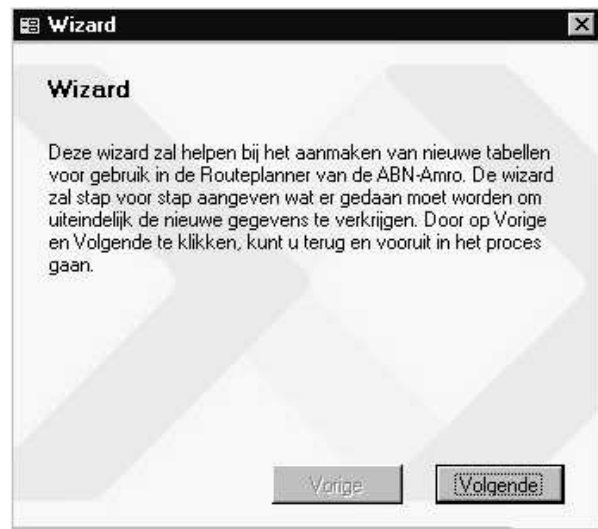 Wizard
Wizard
Deze wizard zal helpen bij het aanmaken van nieuwe tabellen
voor gebruik in de Routeplanner van de ABN-Amro. De wizard
zal stap voor stap aangeven wat er gedaan moet worden om
uiteindelijk de nieuwe gegevens te verkrijgen. Door op Vorige
en Volgende te klikken, kunt u terug en vooruit in het proces
gaan.
Vorige Volgende